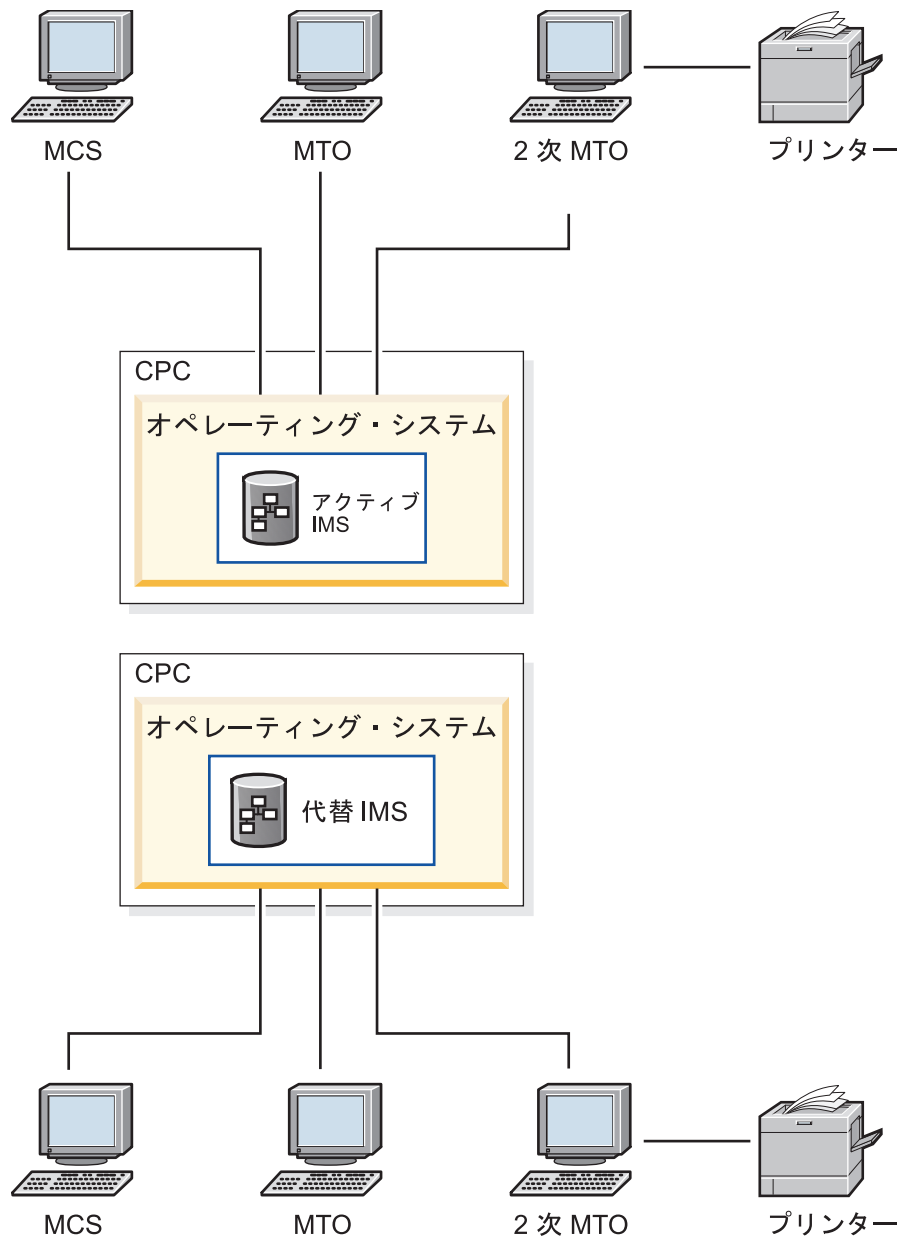 MCS
MTO
2 次 MTO
プリンター
CPC
オペレーティング・システム
アクティブ
IMS
CPC
オペレーティング・システム
代替 IMS
MCS
MTO
2 次 MTO
プリンター